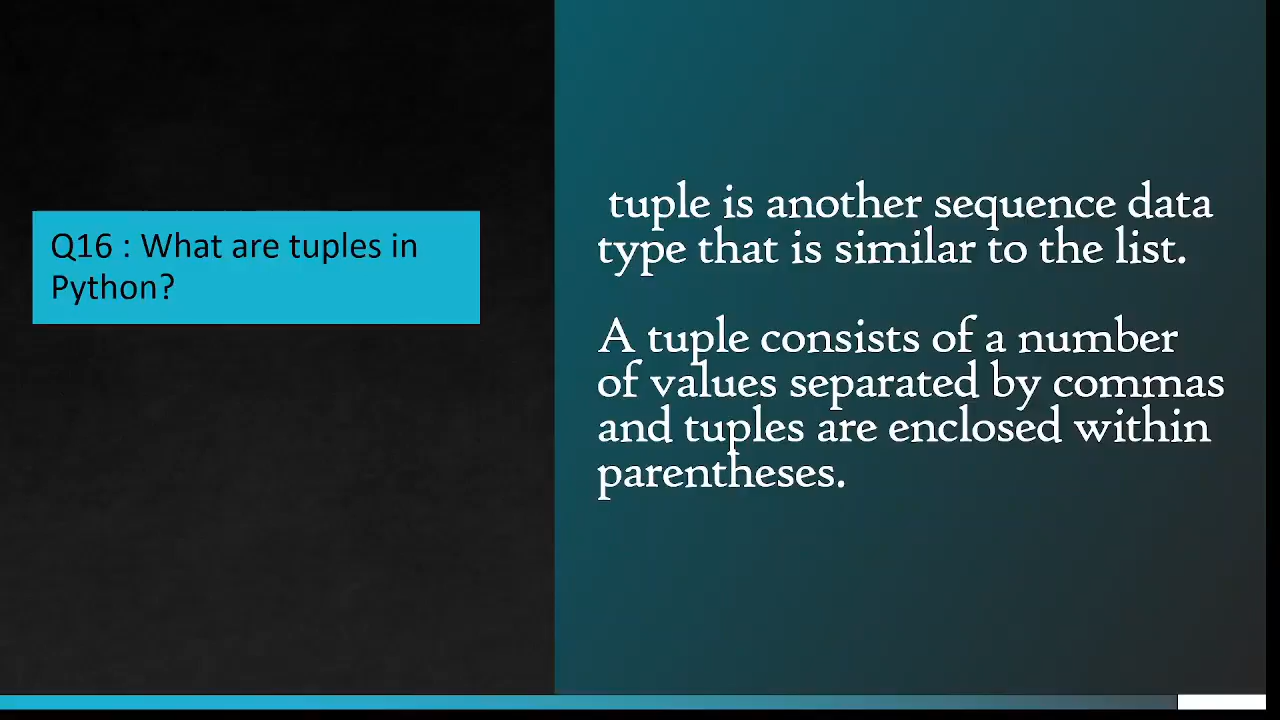 Q16 : What are tuples in
Python?
tuple is another sequence data
type that is similar to the list.
A tuple consists of a number
of values separated by commas
and tuples are enclosed within
parentheses.